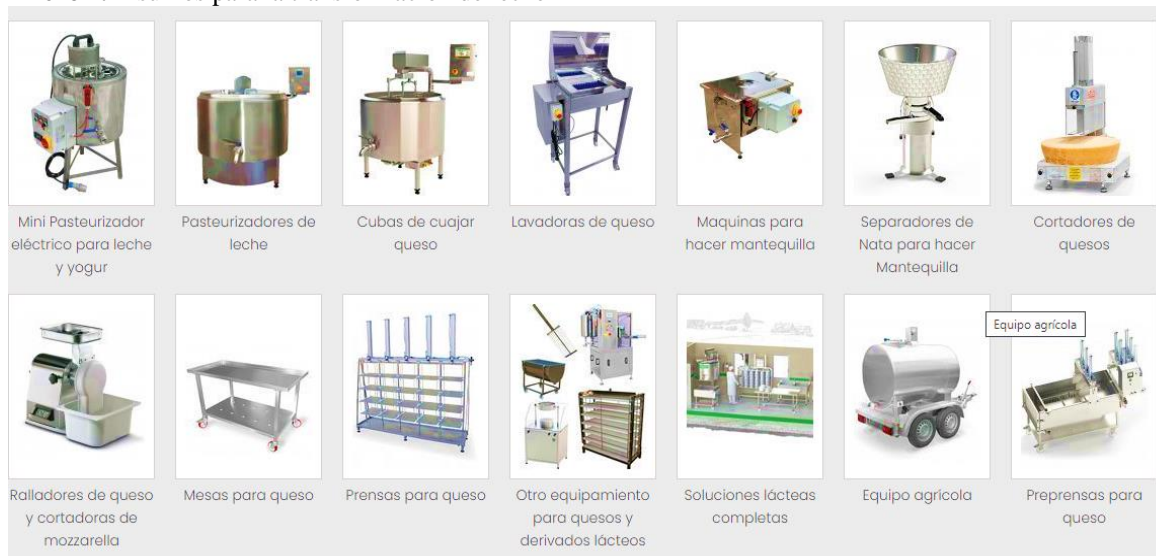 Mini Pasteurizador
eléctrico para leche
y yogur
Pasteurizadores de
leche
Cubas de cuajar
queso
Lavadoras de queso
Maquinas para
hacer mantequilla
Separadores de
Nata para hacer
Mantequilla
Cortadores de
quesos
Equipo agrícola
Ralladores de queso
y cortadoras de
mozzarella
Mesas para queso
Prensas para queso
Otro equipamiento
para quesos y
derivados lácteos
Soluciones lácteas
completas
Equipo agrícola
Preprensas para
queso